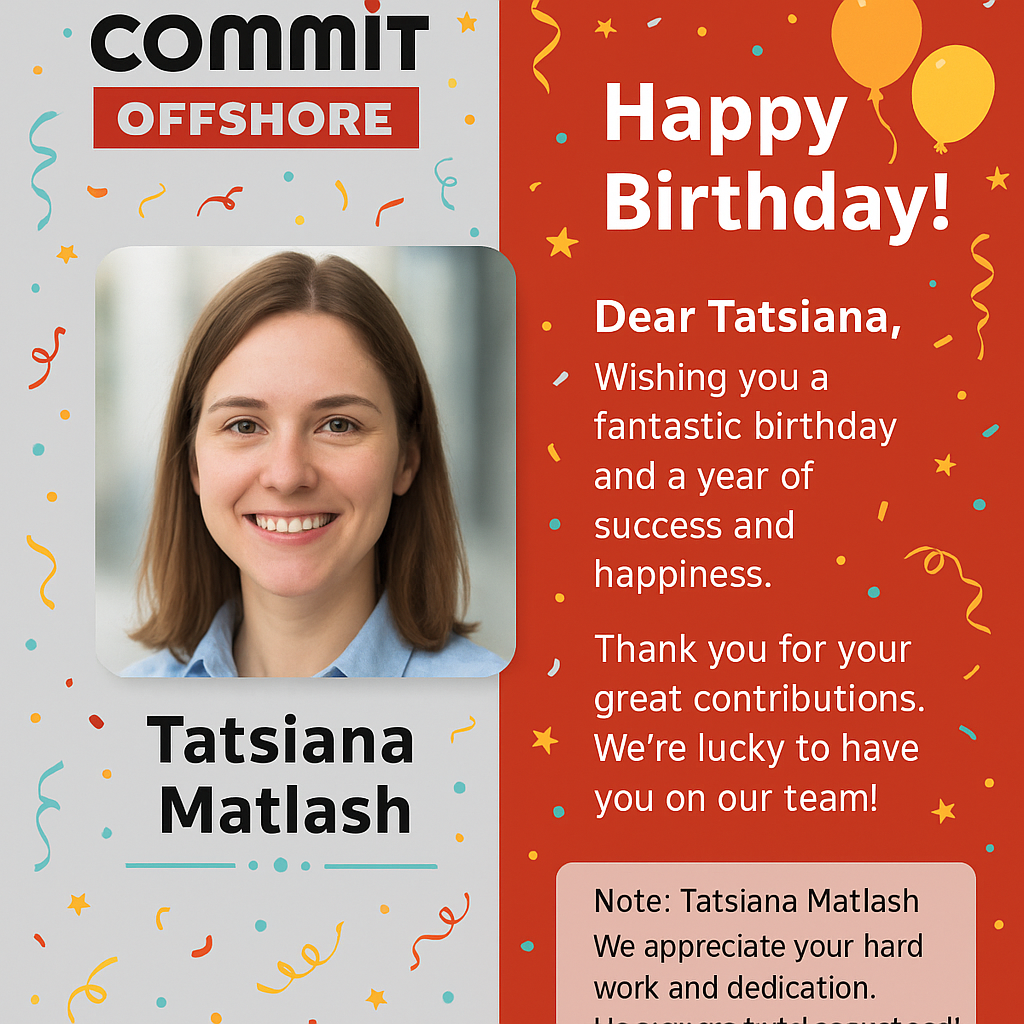 COMMIT
OFFSHORE
Tatsiana
Matlash
Happy
Birthday!
Dear Tatsiana,
Wishing you a
fantastic birthday
and a year of
success and
happiness.
Thank you for your
great contributions.
We're lucky to have
you on our team!
Note: Tatsiana Matlash
We appreciate your hard
work and dedication.